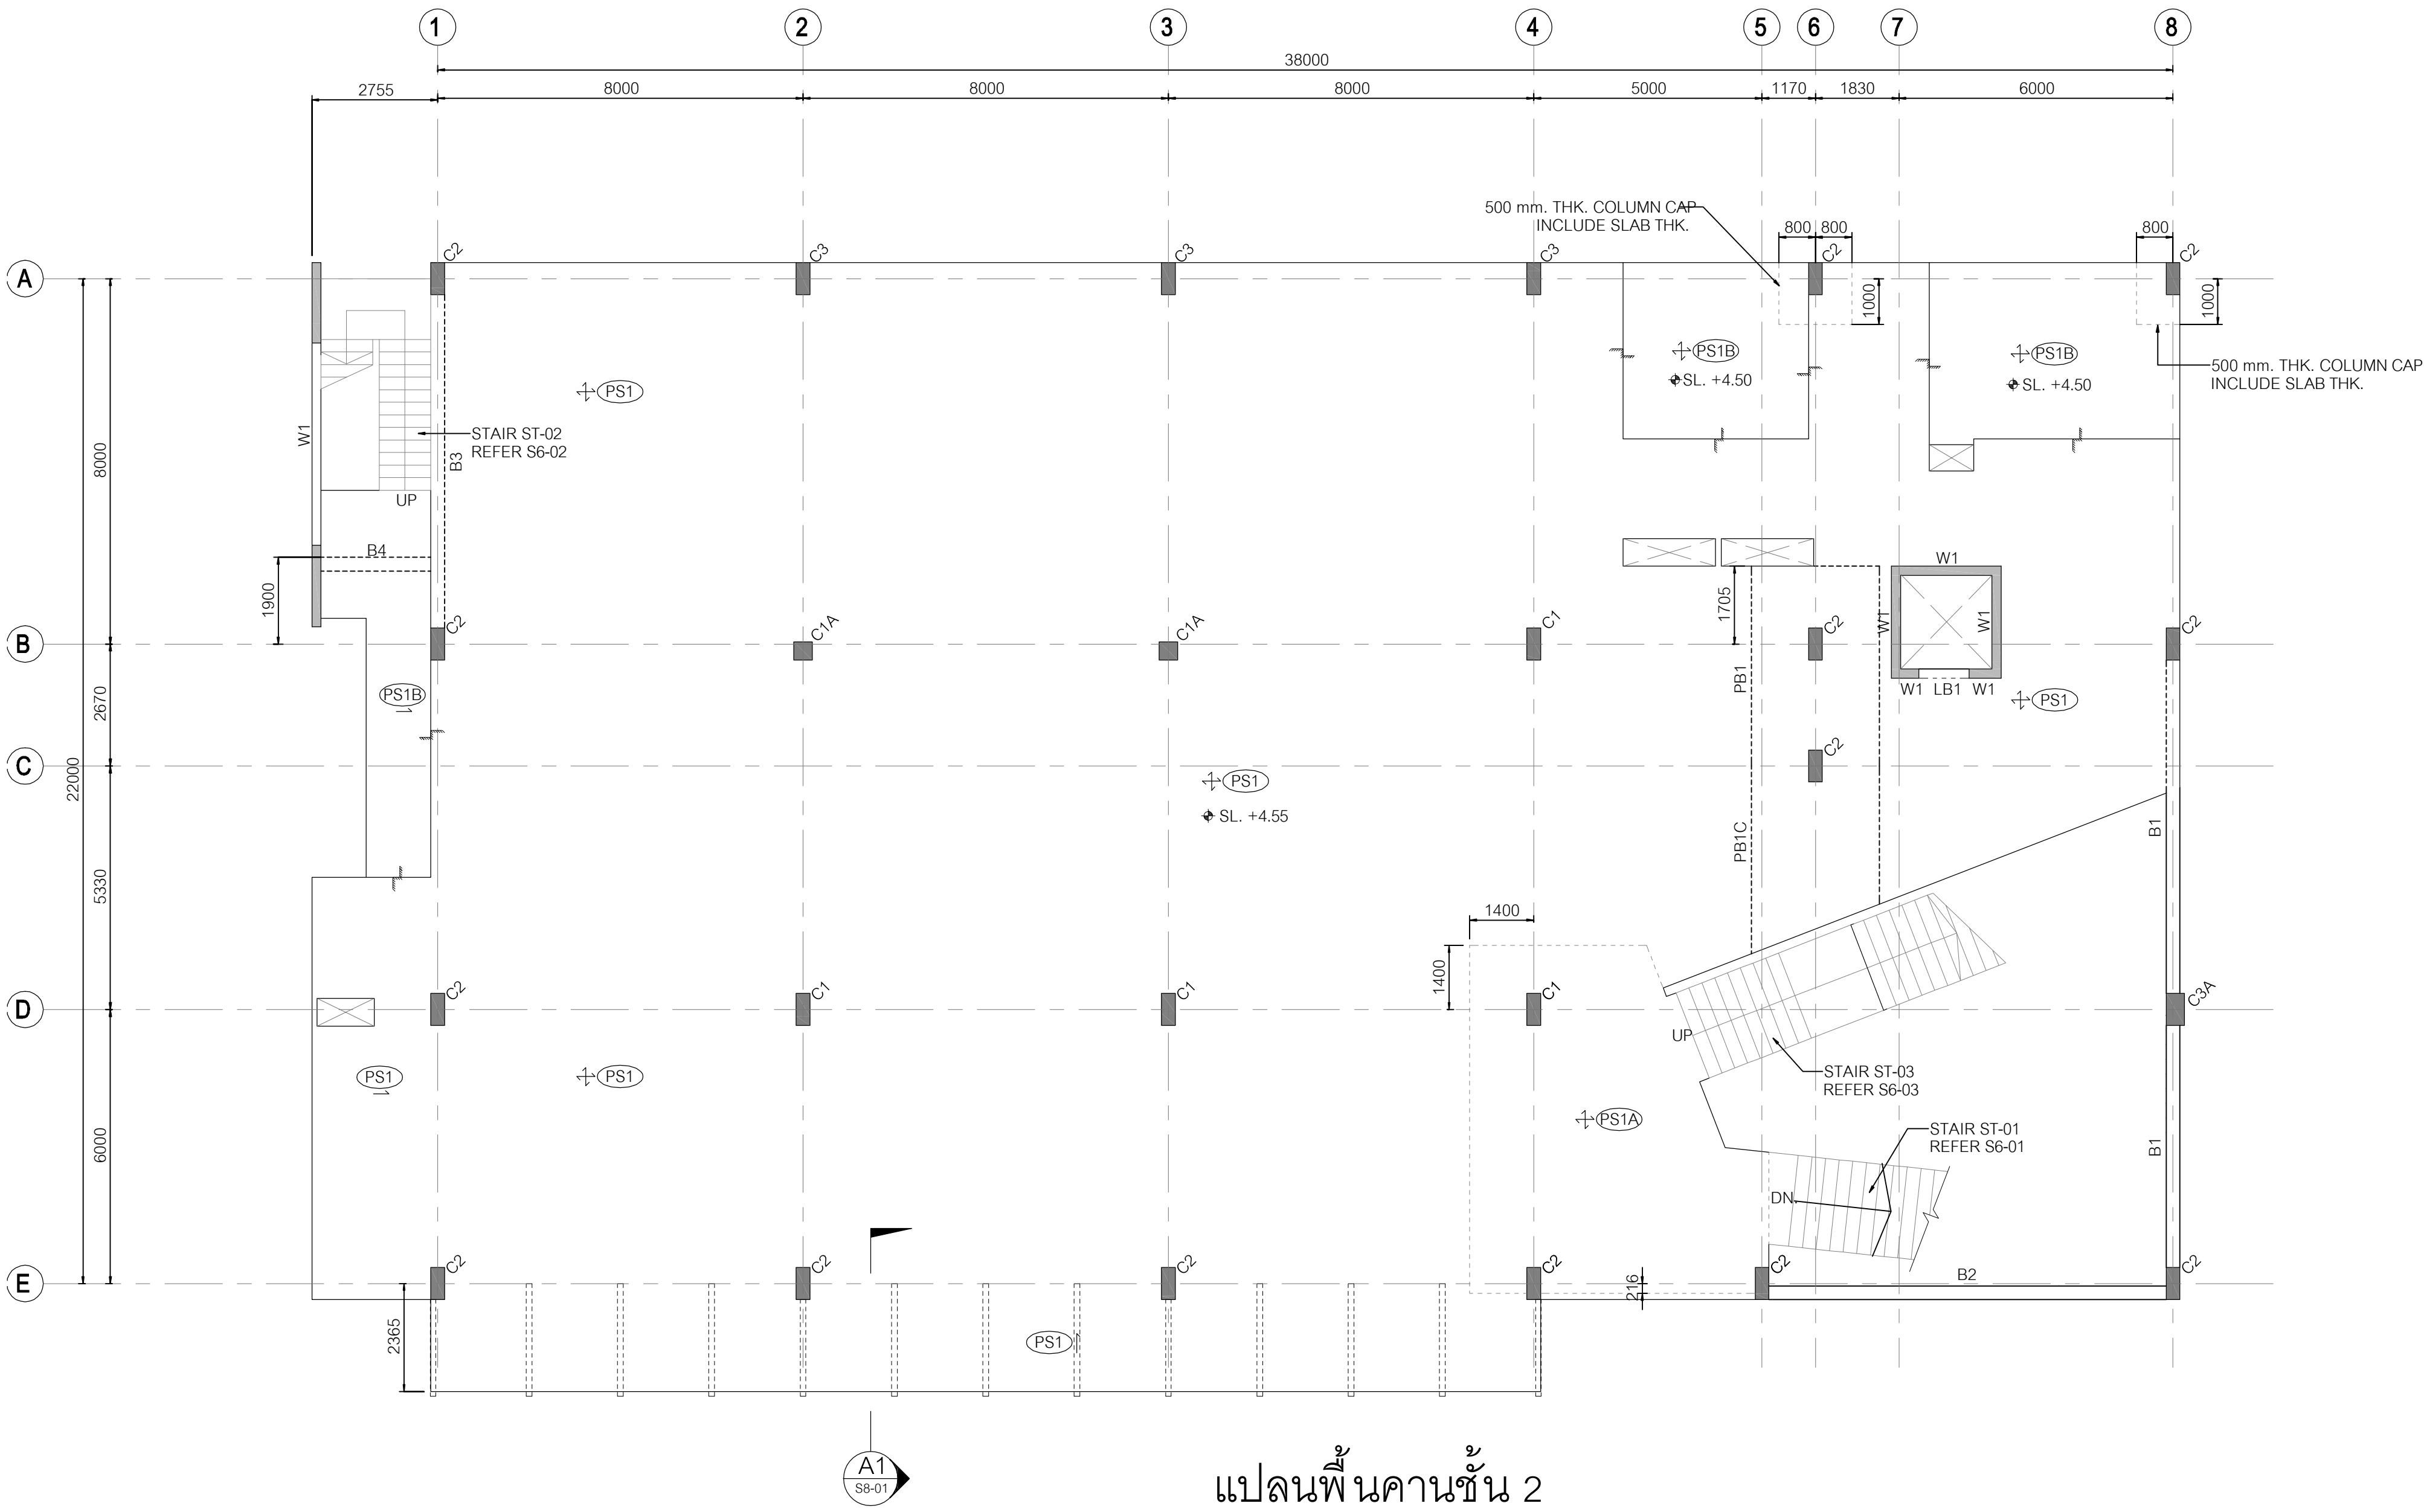 1 2 3 4 5 6 7 8
38000
2755 8000 8000 8000 5000 1170 1830 6000
500 mm. THK. COLUMN CAP
INCLUDE SLAB THK.
800 800 800
C2 C3 C3 C3 C2 C2
A
1000 1000
PS1B PS1B
SL. +4.50 SL. +4.50
500 mm. THK. COLUMN CAP
INCLUDE SLAB THK.
PS1
W1
STAIR ST-02
REFER S6-02
B3
8000
UP
B4
1900
1705
W1
W1 W1
C2 C1A C1A C1 C2 C2
B
PB1
W1 LB1 W1
PS1B
PS1
2670
C2
C
22000
PS1
SL. +4.55
B1
PB1C
5330
1400
1400
C2 C1 C1 C1 C3A
D
UP
PS1
PS1
STAIR ST-03
REFER S6-03
PS1A
6000
STAIR ST-01
REFER S6-01
B1
DN.
C2 C2 C2 C2 C2 C2
E
B2
216
2365
PS1
A1
S8-01
แปลนพื้นคานชั้น 2